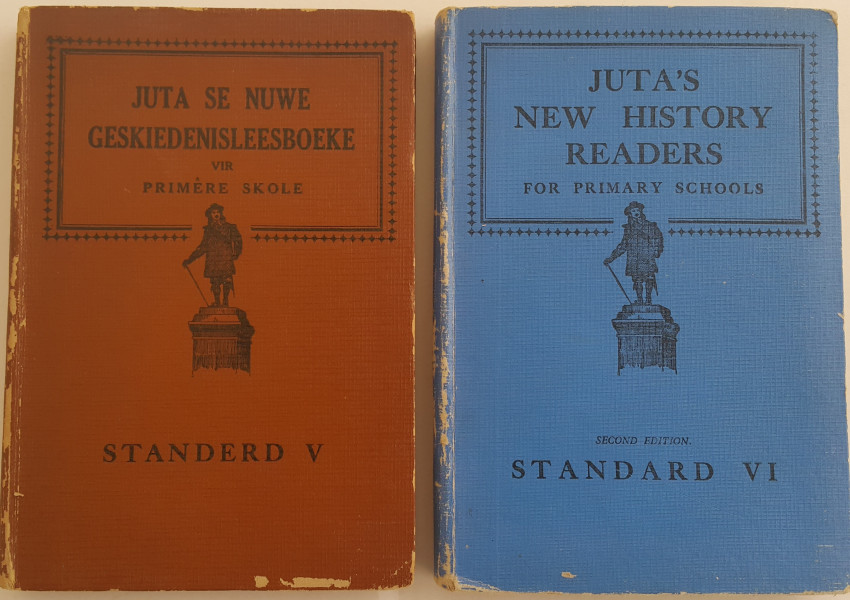 JUTA SE NUWE
GESKIEDENISLEESBOEKE
VIR
PRIMÊRE SKOLE
STANDERD V
JUTA'S
NEW HISTORY
READERS
FOR PRIMARY SCHOOLS
SECOND EDITION.
STANDARD VI